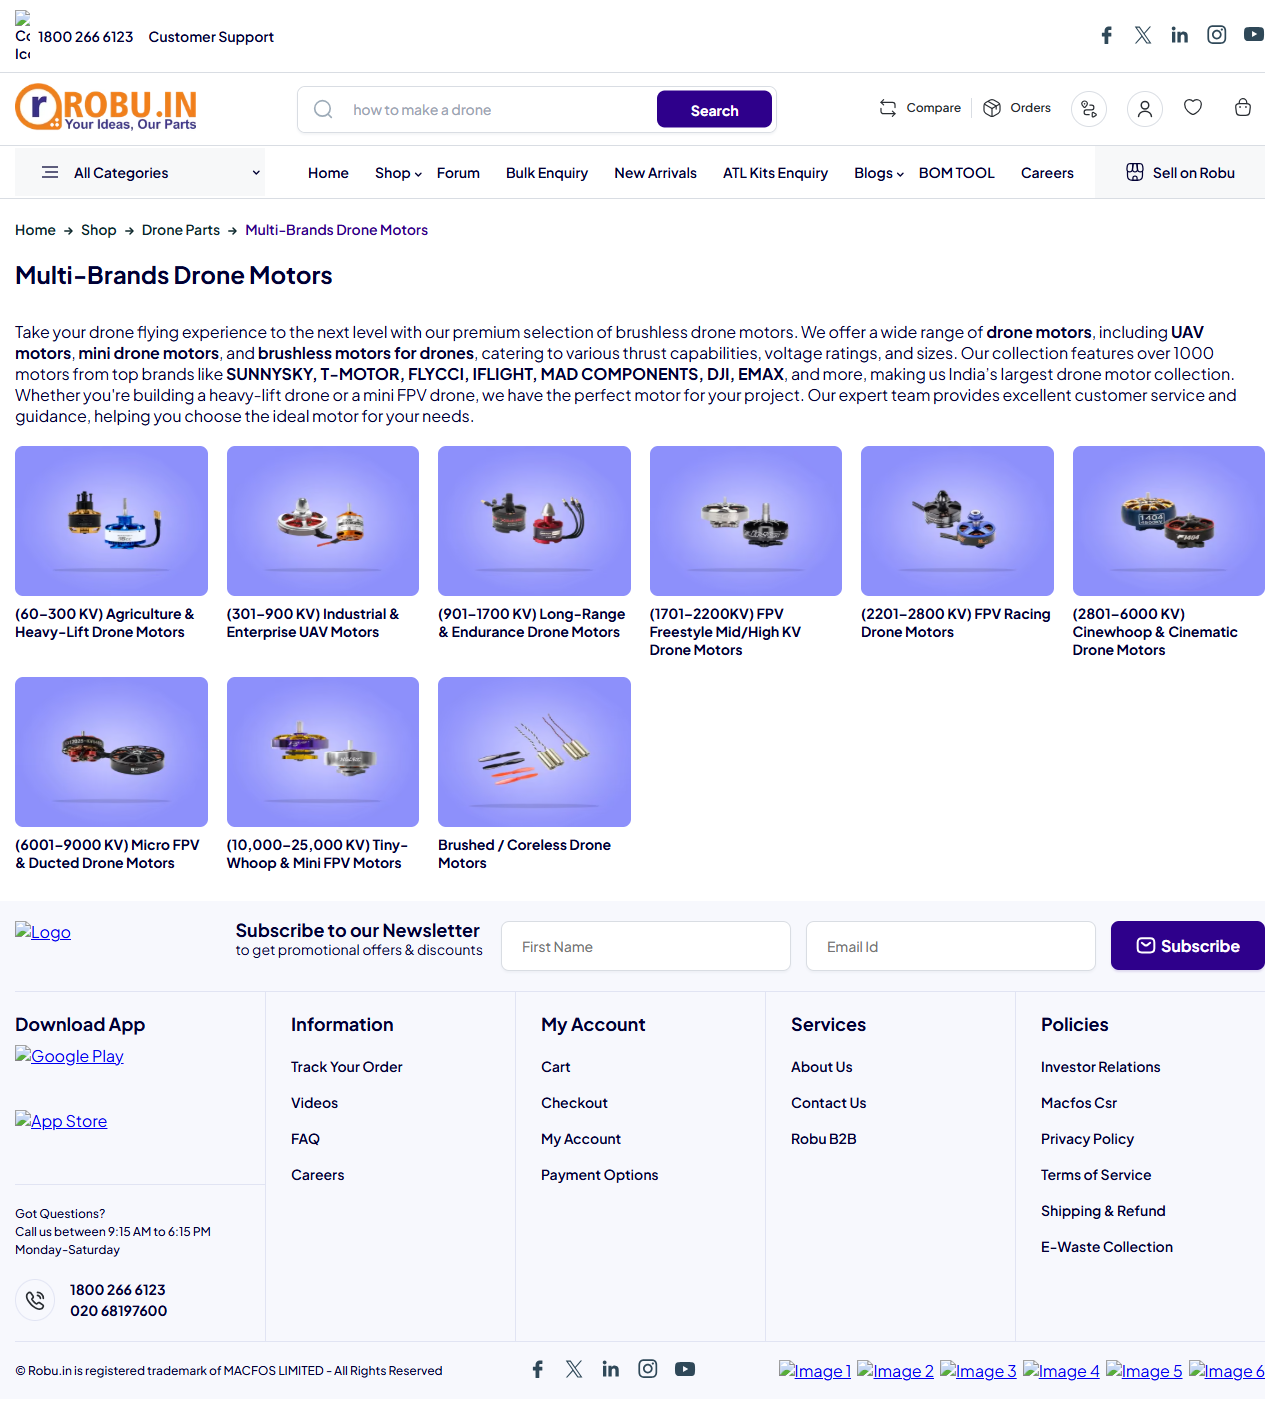 1800 266 6123 Customer Support
ROBU.IN
Your Ideas, Our Parts
how to make a drone
Search
Compare
Orders
All Categories
Home Shop Forum Bulk Enquiry New Arrivals ATL Kits Enquiry Blogs BOM TOOL Careers
Sell on Robu
Home → Shop → Drone Parts → Multi-Brands Drone Motors
Multi-Brands Drone Motors
Take your drone flying experience to the next level with our premium selection of brushless drone motors. We offer a wide range of drone motors, including UAV
motors, mini drone motors, and brushless motors for drones, catering to various thrust capabilities, voltage ratings, and sizes. Our collection features over 1000
motors from top brands like SUNNYSKY, T-MOTOR, FLYCCI, IFLIGHT, MAD COMPONENTS, DJI, EMAX, and more, making us India's largest drone motor collection.
Whether you're building a heavy-lift drone or a mini FPV drone, we have the perfect motor for your project. Our expert team provides excellent customer service and
guidance, helping you choose the ideal motor for your needs.
(60-300 KV) Agriculture &
Heavy-Lift Drone Motors
(301-900 KV) Industrial &
Enterprise UAV Motors
(901-1700 KV) Long-Range
& Endurance Drone Motors
(1701-2200KV) FPV
Freestyle Mid/High KV
Drone Motors
(2201-2800 KV) FPV Racing
Drone Motors
1404
1404
(2801-6000 KV)
Cinewhoop & Cinematic
Drone Motors
(6001-9000 KV) Micro FPV
& Ducted Drone Motors
(10,000-25,000 KV) Tiny-
Whoop & Mini FPV Motors
Brushed / Coreless Drone
Motors
Logo
Subscribe to our Newsletter
to get promotional offers & discounts
First Name
Email Id
Subscribe
Download App
Google Play
App Store
Got Questions?
Call us between 9:15 AM to 6:15 PM
Monday-Saturday
1800 266 6123
020 68197600
Information
Track Your Order
Videos
FAQ
Careers
My Account
Cart
Checkout
My Account
Payment Options
Services
About Us
Contact Us
Robu B2B
Policies
Investor Relations
Macfos Csr
Privacy Policy
Terms of Service
Shipping & Refund
E-Waste Collection
© Robu.in is registered trademark of MACFOS LIMITED - All Rights Reserved
Image 1 Image 2 Image 3 Image 4 Image 5 Image 6